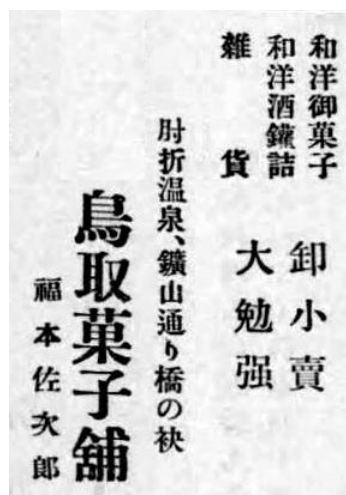 和洋御菓子
和洋酒鑵詰
雜貨
卸小賣
大勉强
肘折温泉、鑛山通り橋の袂
鳥取菓子舗
福本佐次郎